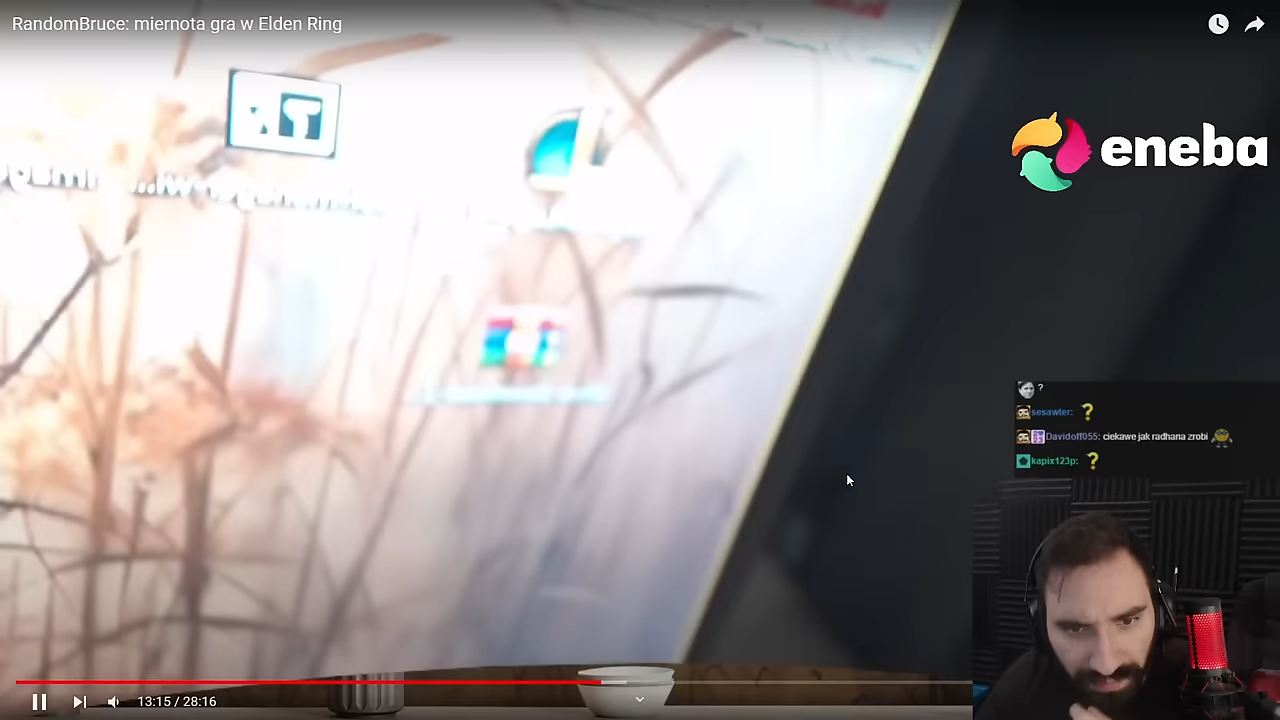 RandomBruce: miernota gra w Elden Ring
eneba
?
sesawter:
Davidoff055: ciekawe jak radhana zrobi
kapix123p:
13:15 / 28:16